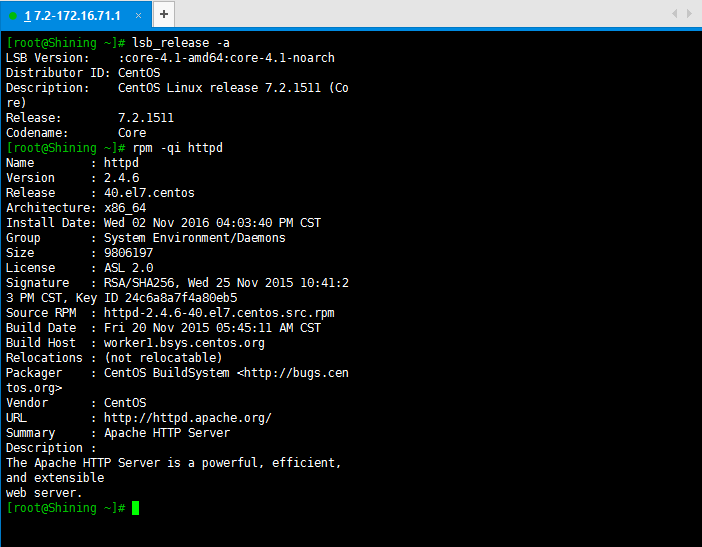 1 7.2-172.16.71.1 × +
[root@Shining ~]# lsb_release -a
LSB Version:    :core-4.1-amd64:core-4.1-noarch
Distributor ID: CentOS
Description:    CentOS Linux release 7.2.1511 (Co
re)
Release:        7.2.1511
Codename:       Core
[root@Shining ~]# rpm -qi httpd
Name        : httpd
Version     : 2.4.6
Release     : 40.el7.centos
Architecture: x86_64
Install Date: Wed 02 Nov 2016 04:03:40 PM CST
Group       : System Environment/Daemons
Size        : 9806197
License     : ASL 2.0
Signature   : RSA/SHA256, Wed 25 Nov 2015 10:41:2
3 PM CST, Key ID 24c6a8a7f4a80eb5
Source RPM  : httpd-2.4.6-40.el7.centos.src.rpm
Build Date  : Fri 20 Nov 2015 05:45:11 AM CST
Build Host  : worker1.bsys.centos.org
Relocations : (not relocatable)
Packager    : CentOS BuildSystem <http://bugs.cen
tos.org>
Vendor      : CentOS
URL         : http://httpd.apache.org/
Summary     : Apache HTTP Server
Description :
The Apache HTTP Server is a powerful, efficient,
and extensible
web server.
[root@Shining ~]#